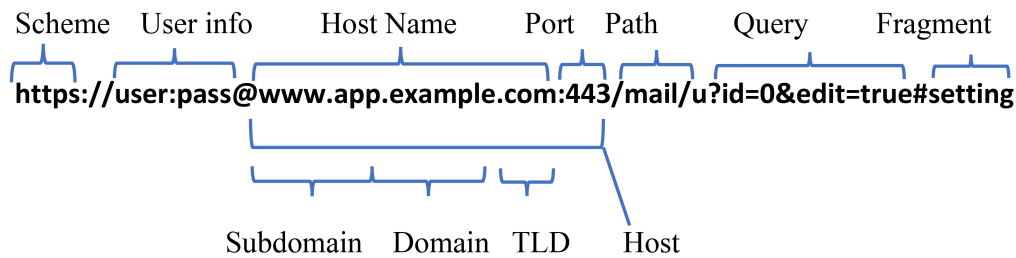 Scheme User info Host Name Port Path Query Fragment
https://user:pass@www.app.example.com:443/mail/u?id=0&edit=true#setting
Subdomain Domain TLD Host